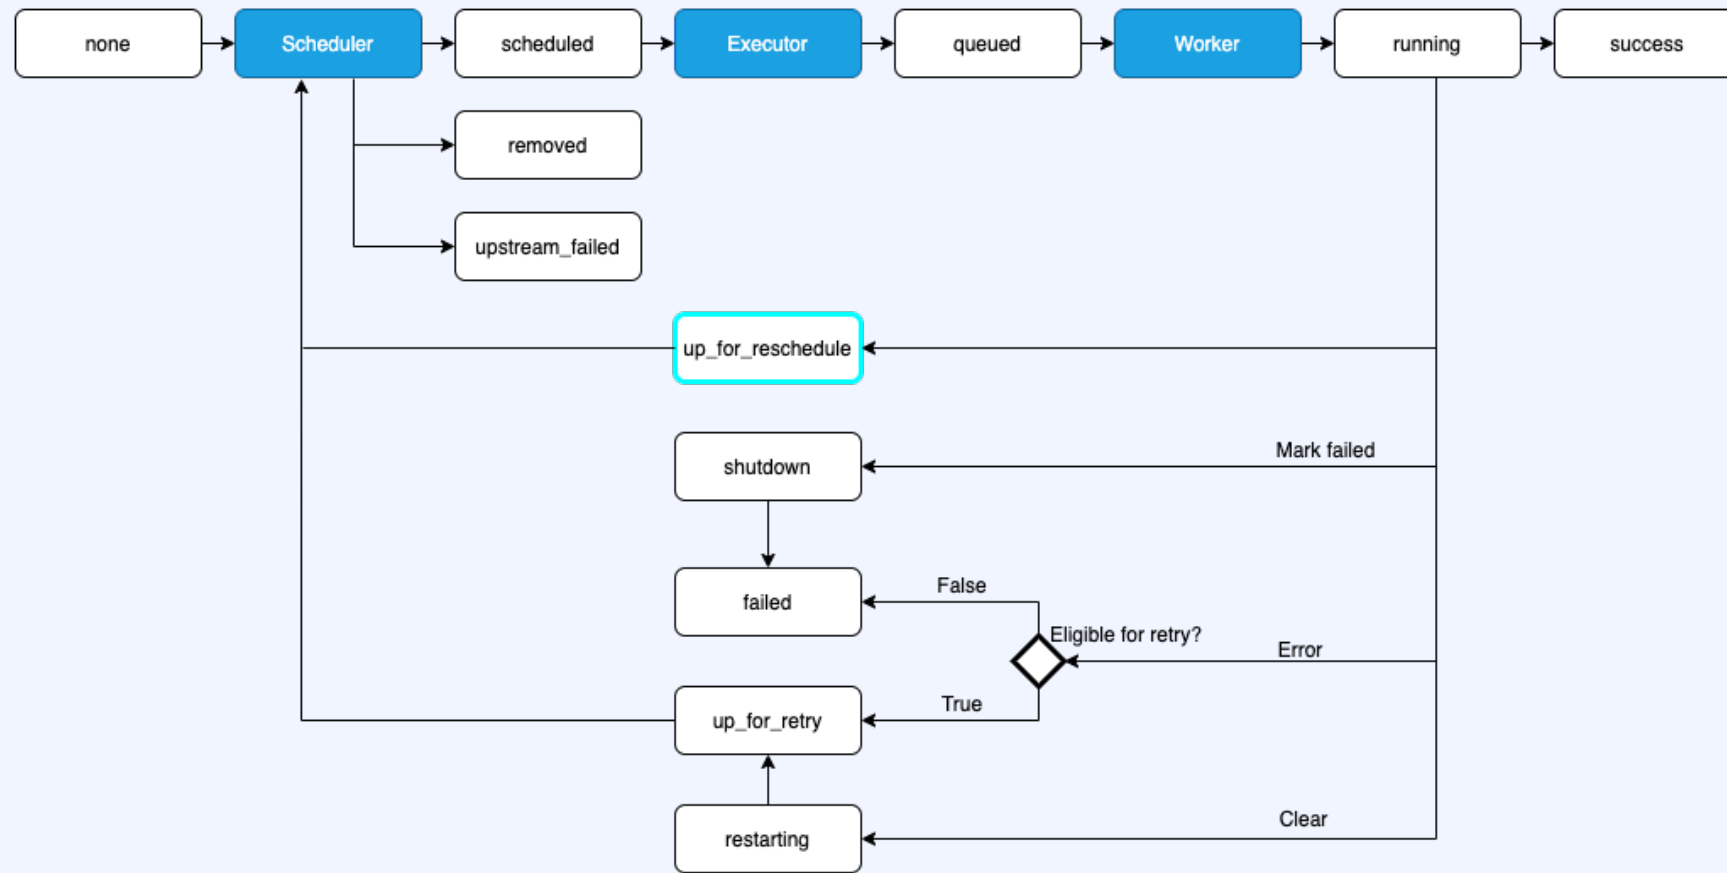 none
Scheduler
scheduled
Executor
queued
Worker
running
success
removed
upstream_failed
up_for_reschedule
shutdown
Mark failed
failed
False
Eligible for retry?
Error
up_for_retry
True
restarting
Clear